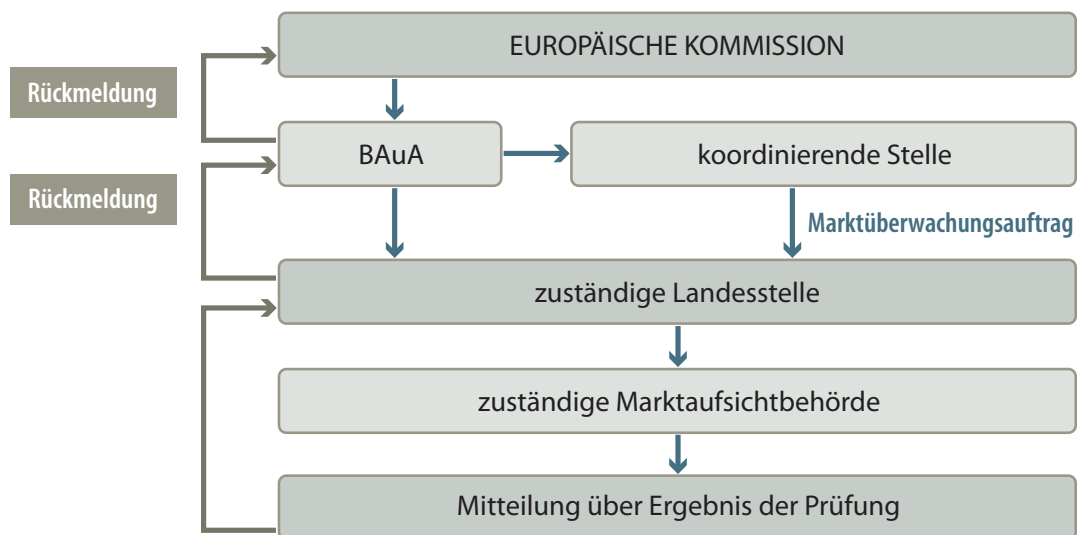 EUROPÄISCHE KOMMISSION
Rückmeldung
BAuA
koordinierende Stelle
Rückmeldung
Marktüberwachungsauftrag
zuständige Landesstelle
zuständige Marktaufsichtbehörde
Mitteilung über Ergebnis der Prüfung